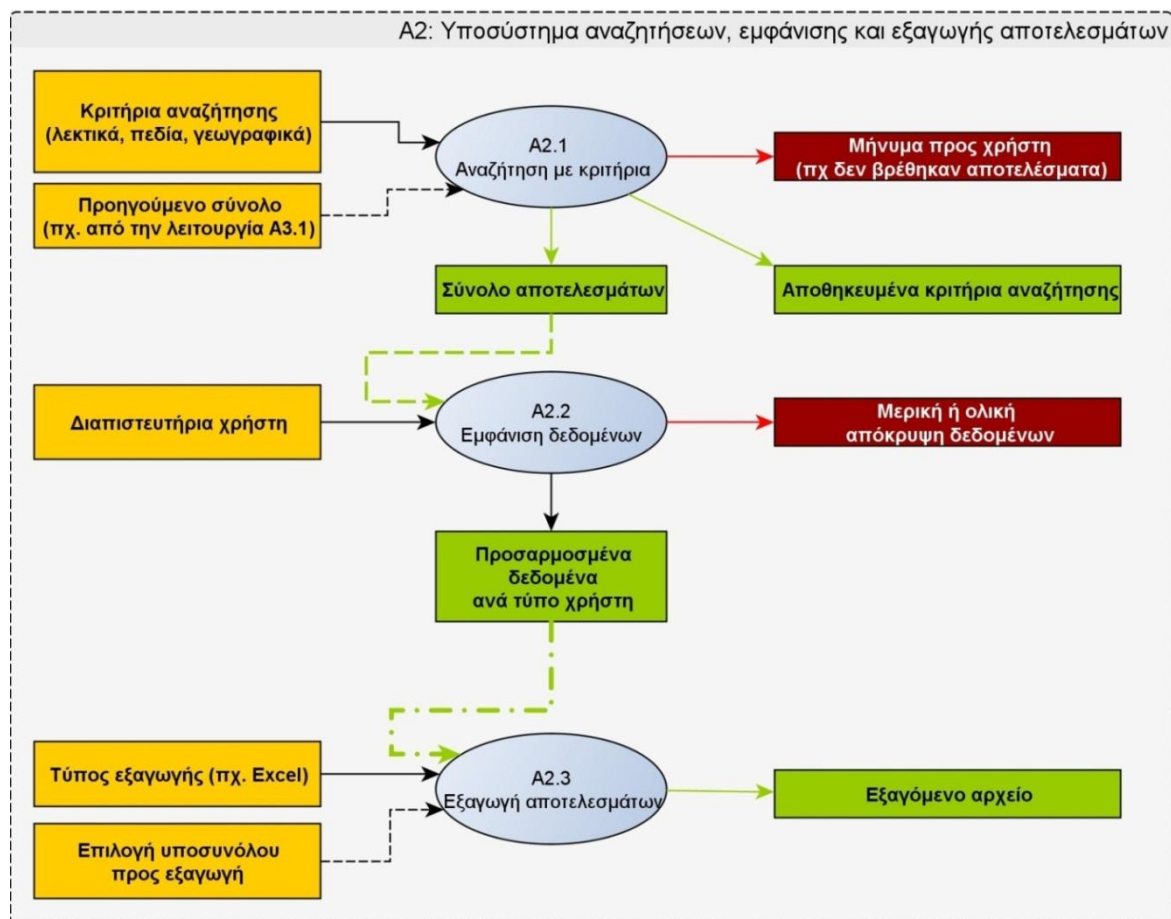 A2: Υποσύστημα αναζητήσεων, εμφάνισης και εξαγωγής αποτελεσμάτων
Κριτήρια αναζήτησης
(λεκτικά, πεδία, γεωγραφικά)
A2.1
Αναζήτηση με κριτήρια
Μήνυμα προς χρήστη
(πχ δεν βρέθηκαν αποτελέσματα)
Προηγούμενο σύνολο
(πχ. από την λειτουργία A3.1)
Σύνολο αποτελεσμάτων
Αποθηκευμένα κριτήρια αναζήτησης
Διαπιστευτήρια χρήστη
A2.2
Εμφάνιση δεδομένων
Μερική ή ολική
απόκρυψη δεδομένων
Προσαρμοσμένα
δεδομένα
ανά τύπο χρήστη
Τύπος εξαγωγής (πχ. Excel)
A2.3
Εξαγωγή αποτελεσμάτων
Εξαγόμενο αρχείο
Επιλογή υποσυνόλου
προς εξαγωγή